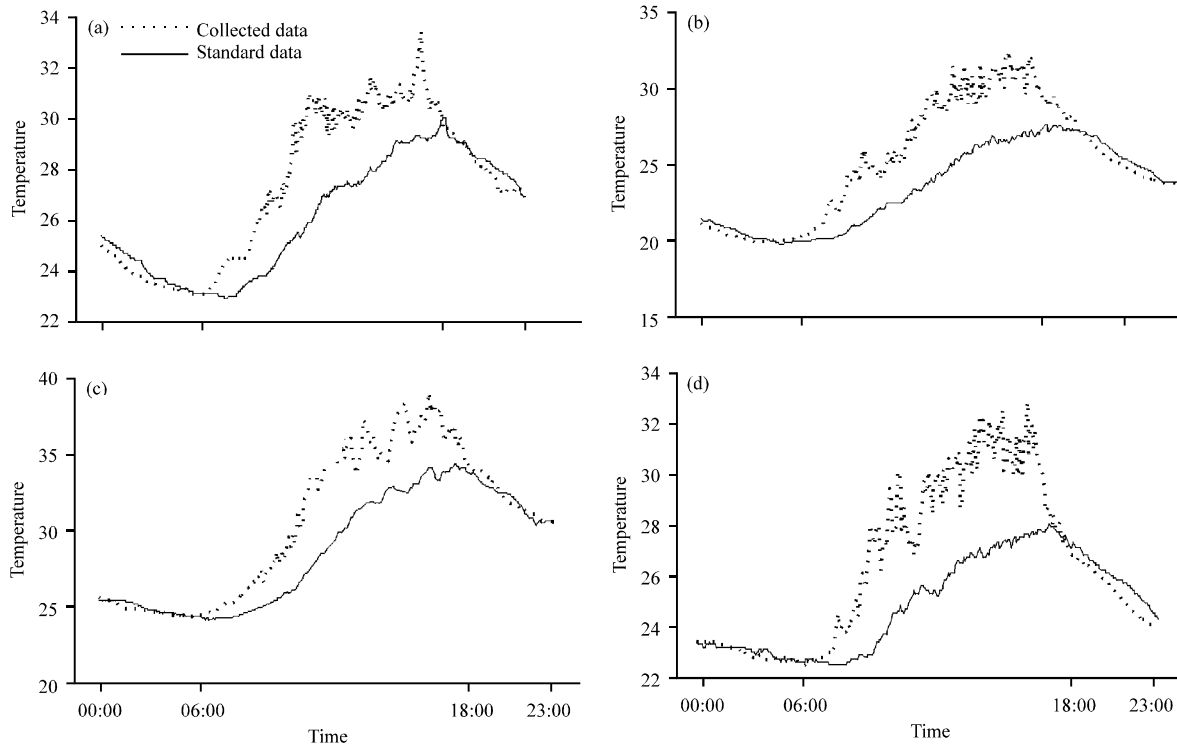 (a)
Collected data
Standard data
34
32
30
28
26
24
22
Temperature
(b)
35
30
25
20
15
Temperature
(c)
40
35
30
25
20
Temperature
00:00 06:00 18:00 23:00
Time
(d)
34
32
30
28
26
24
22
Temperature
00:00 06:00 18:00 23:00
Time